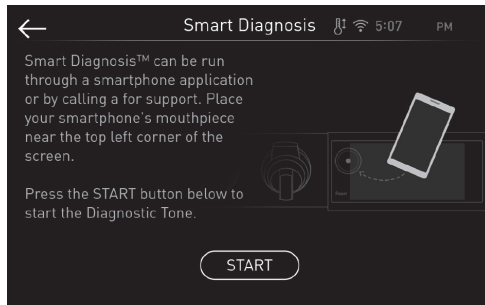 Smart Diagnosis 5:07 PM
Smart Diagnosis™ can be run
through a smartphone application
or by calling a for support. Place
your smartphone's mouthpiece
near the top left corner of the
screen.
Press the START button below to
start the Diagnostic Tone.
START